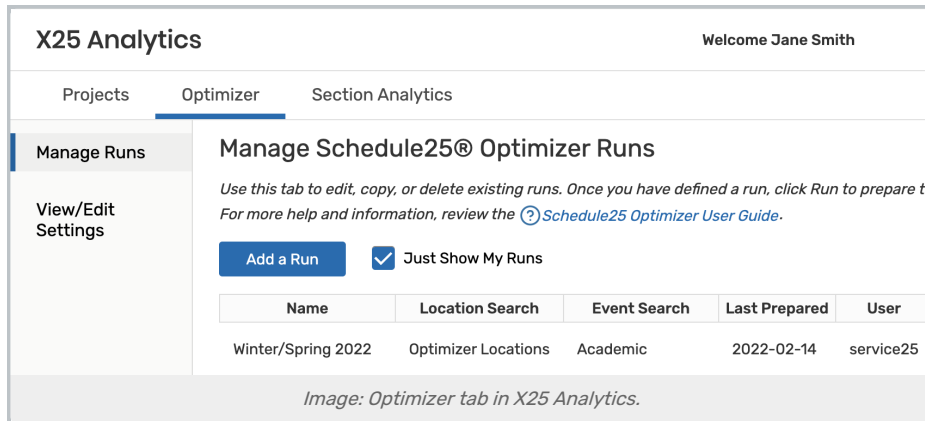 X25 Analytics
Welcome Jane Smith
Projects Optimizer Section Analytics
Manage Runs
View/Edit
Settings
Manage Schedule25® Optimizer Runs
Use this tab to edit, copy, or delete existing runs. Once you have defined a run, click Run to prepare t
For more help and information, review the ? Schedule25 Optimizer User Guide.
Add a Run Just Show My Runs
Name Location Search Event Search Last Prepared User
Winter/Spring 2022 Optimizer Locations Academic 2022-02-14 service25
Image: Optimizer tab in X25 Analytics.